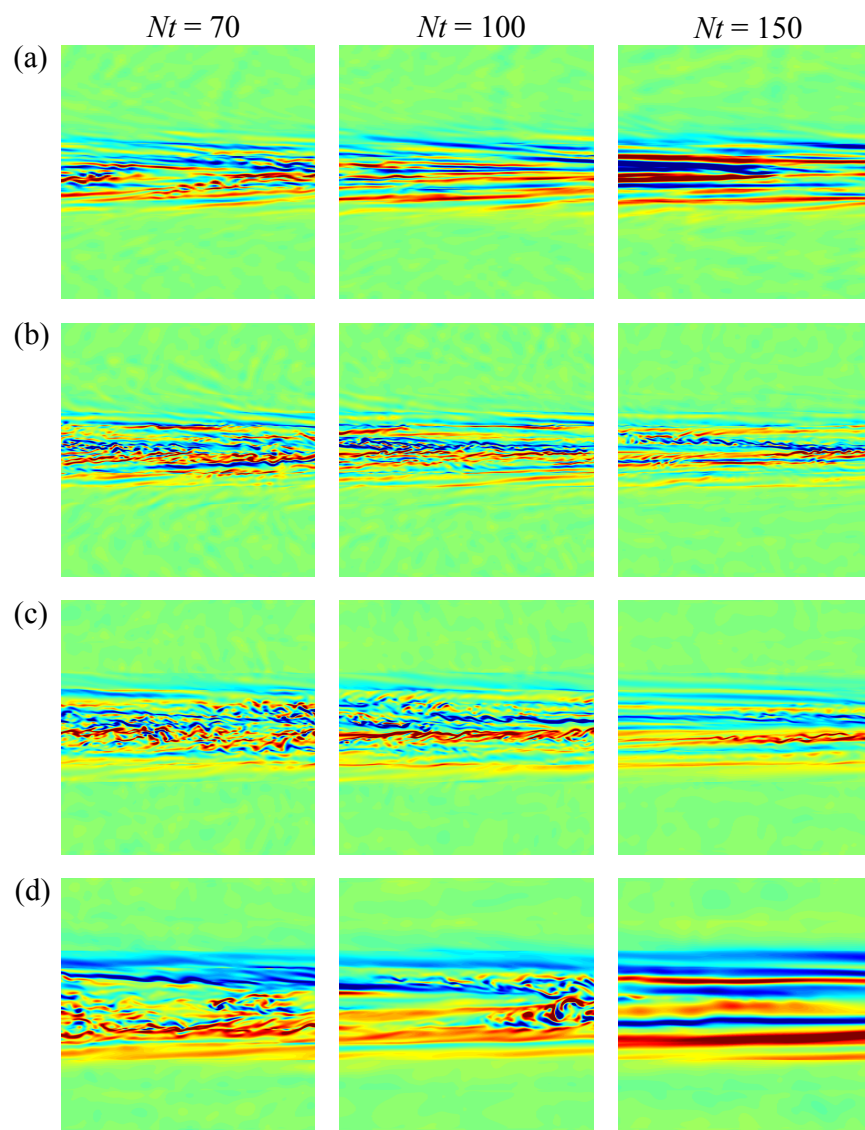 Nt = 70 Nt = 100 Nt = 150
(a)
(b)
(c)
(d)